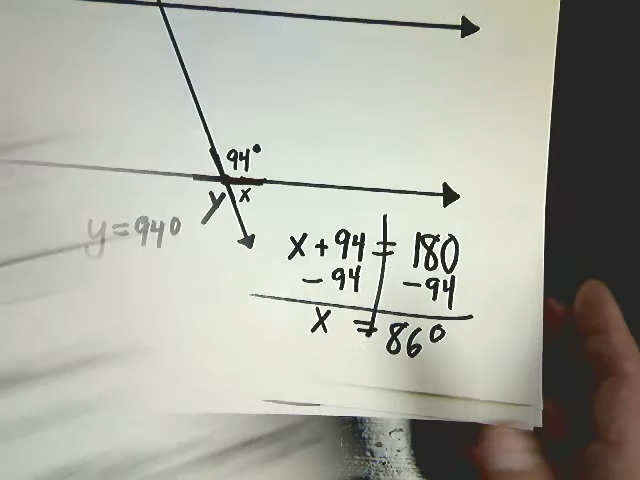 94°
y x
y = 94°
x + 94 = 180
- 94 - 94
x = 86°